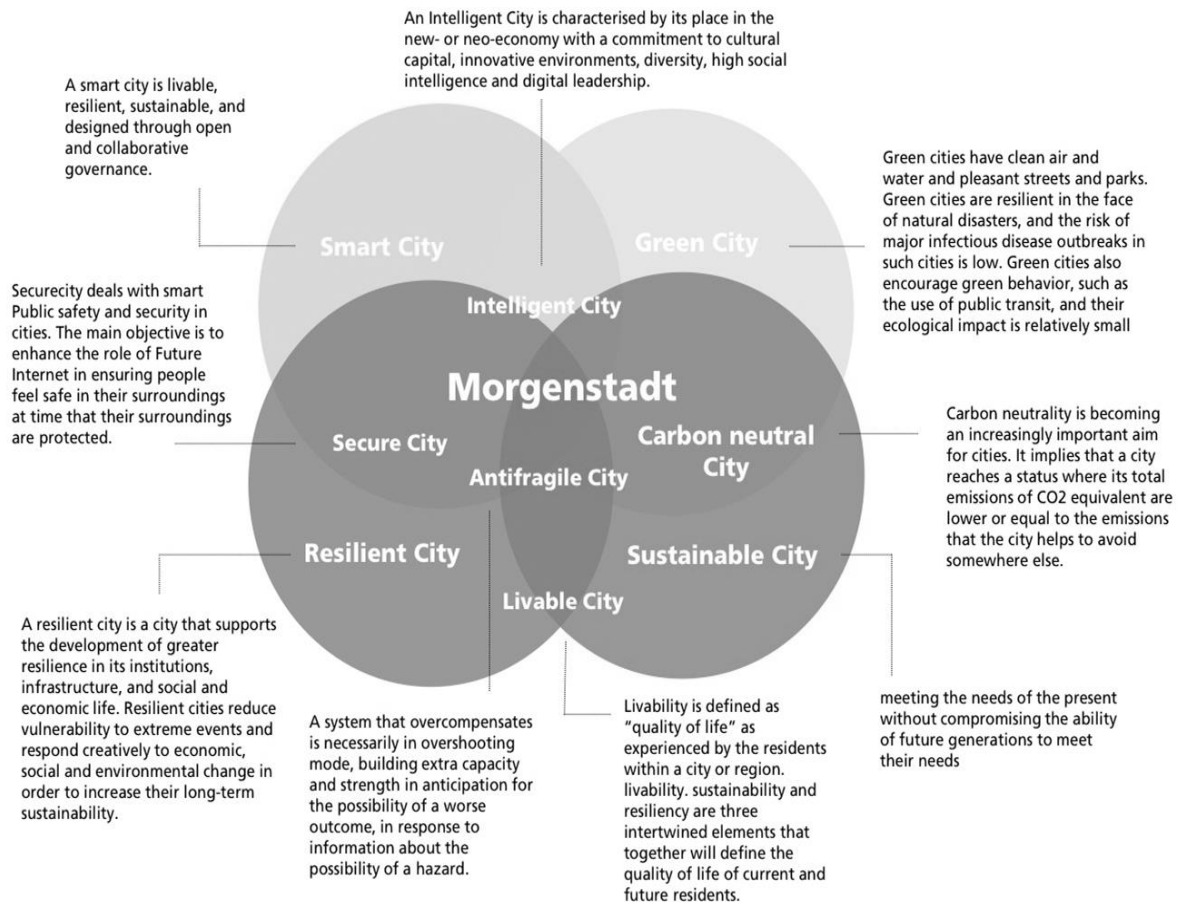 An Intelligent City is characterised by its place in the
new- or neo-economy with a commitment to cultural
capital, innovative environments, diversity, high social
intelligence and digital leadership.
A smart city is livable,
resilient, sustainable, and
designed through open
and collaborative
governance.
Green cities have clean air and
water and pleasant streets and parks.
Green cities are resilient in the face
of natural disasters, and the risk of
major infectious disease outbreaks in
such cities is low. Green cities also
encourage green behavior, such as
the use of public transit, and their
ecological impact is relatively small
Smart City
Green City
Intelligent City
Securecity deals with smart
Public safety and security in
cities. The main objective is to
enhance the role of Future
Internet in ensuring people
feel safe in their surroundings
at time that their surroundings
are protected.
Morgenstadt
Secure City
Carbon neutral
City
Antifragile City
Carbon neutrality is becoming
an increasingly important aim
for cities. It implies that a city
reaches a status where its total
emissions of CO2 equivalent are
lower or equal to the emissions
that the city helps to avoid
somewhere else.
Resilient City
Sustainable City
Livable City
A resilient city is a city that supports
the development of greater
resilience in its institutions,
infrastructure, and social and
economic life. Resilient cities reduce
vulnerability to extreme events and
respond creatively to economic,
social and environmental change in
order to increase their long-term
sustainability.
A system that overcompensates
is necessarily in overshooting
mode, building extra capacity
and strength in anticipation for
the possibility of a worse
outcome, in response to
information about the
possibility of a hazard.
Livability is defined as
“quality of life” as
experienced by the residents
within a city or region.
livability. sustainability and
resiliency are three
intertwined elements that
together will define the
quality of life of current and
future residents.
meeting the needs of the present
without compromising the ability
of future generations to meet
their needs